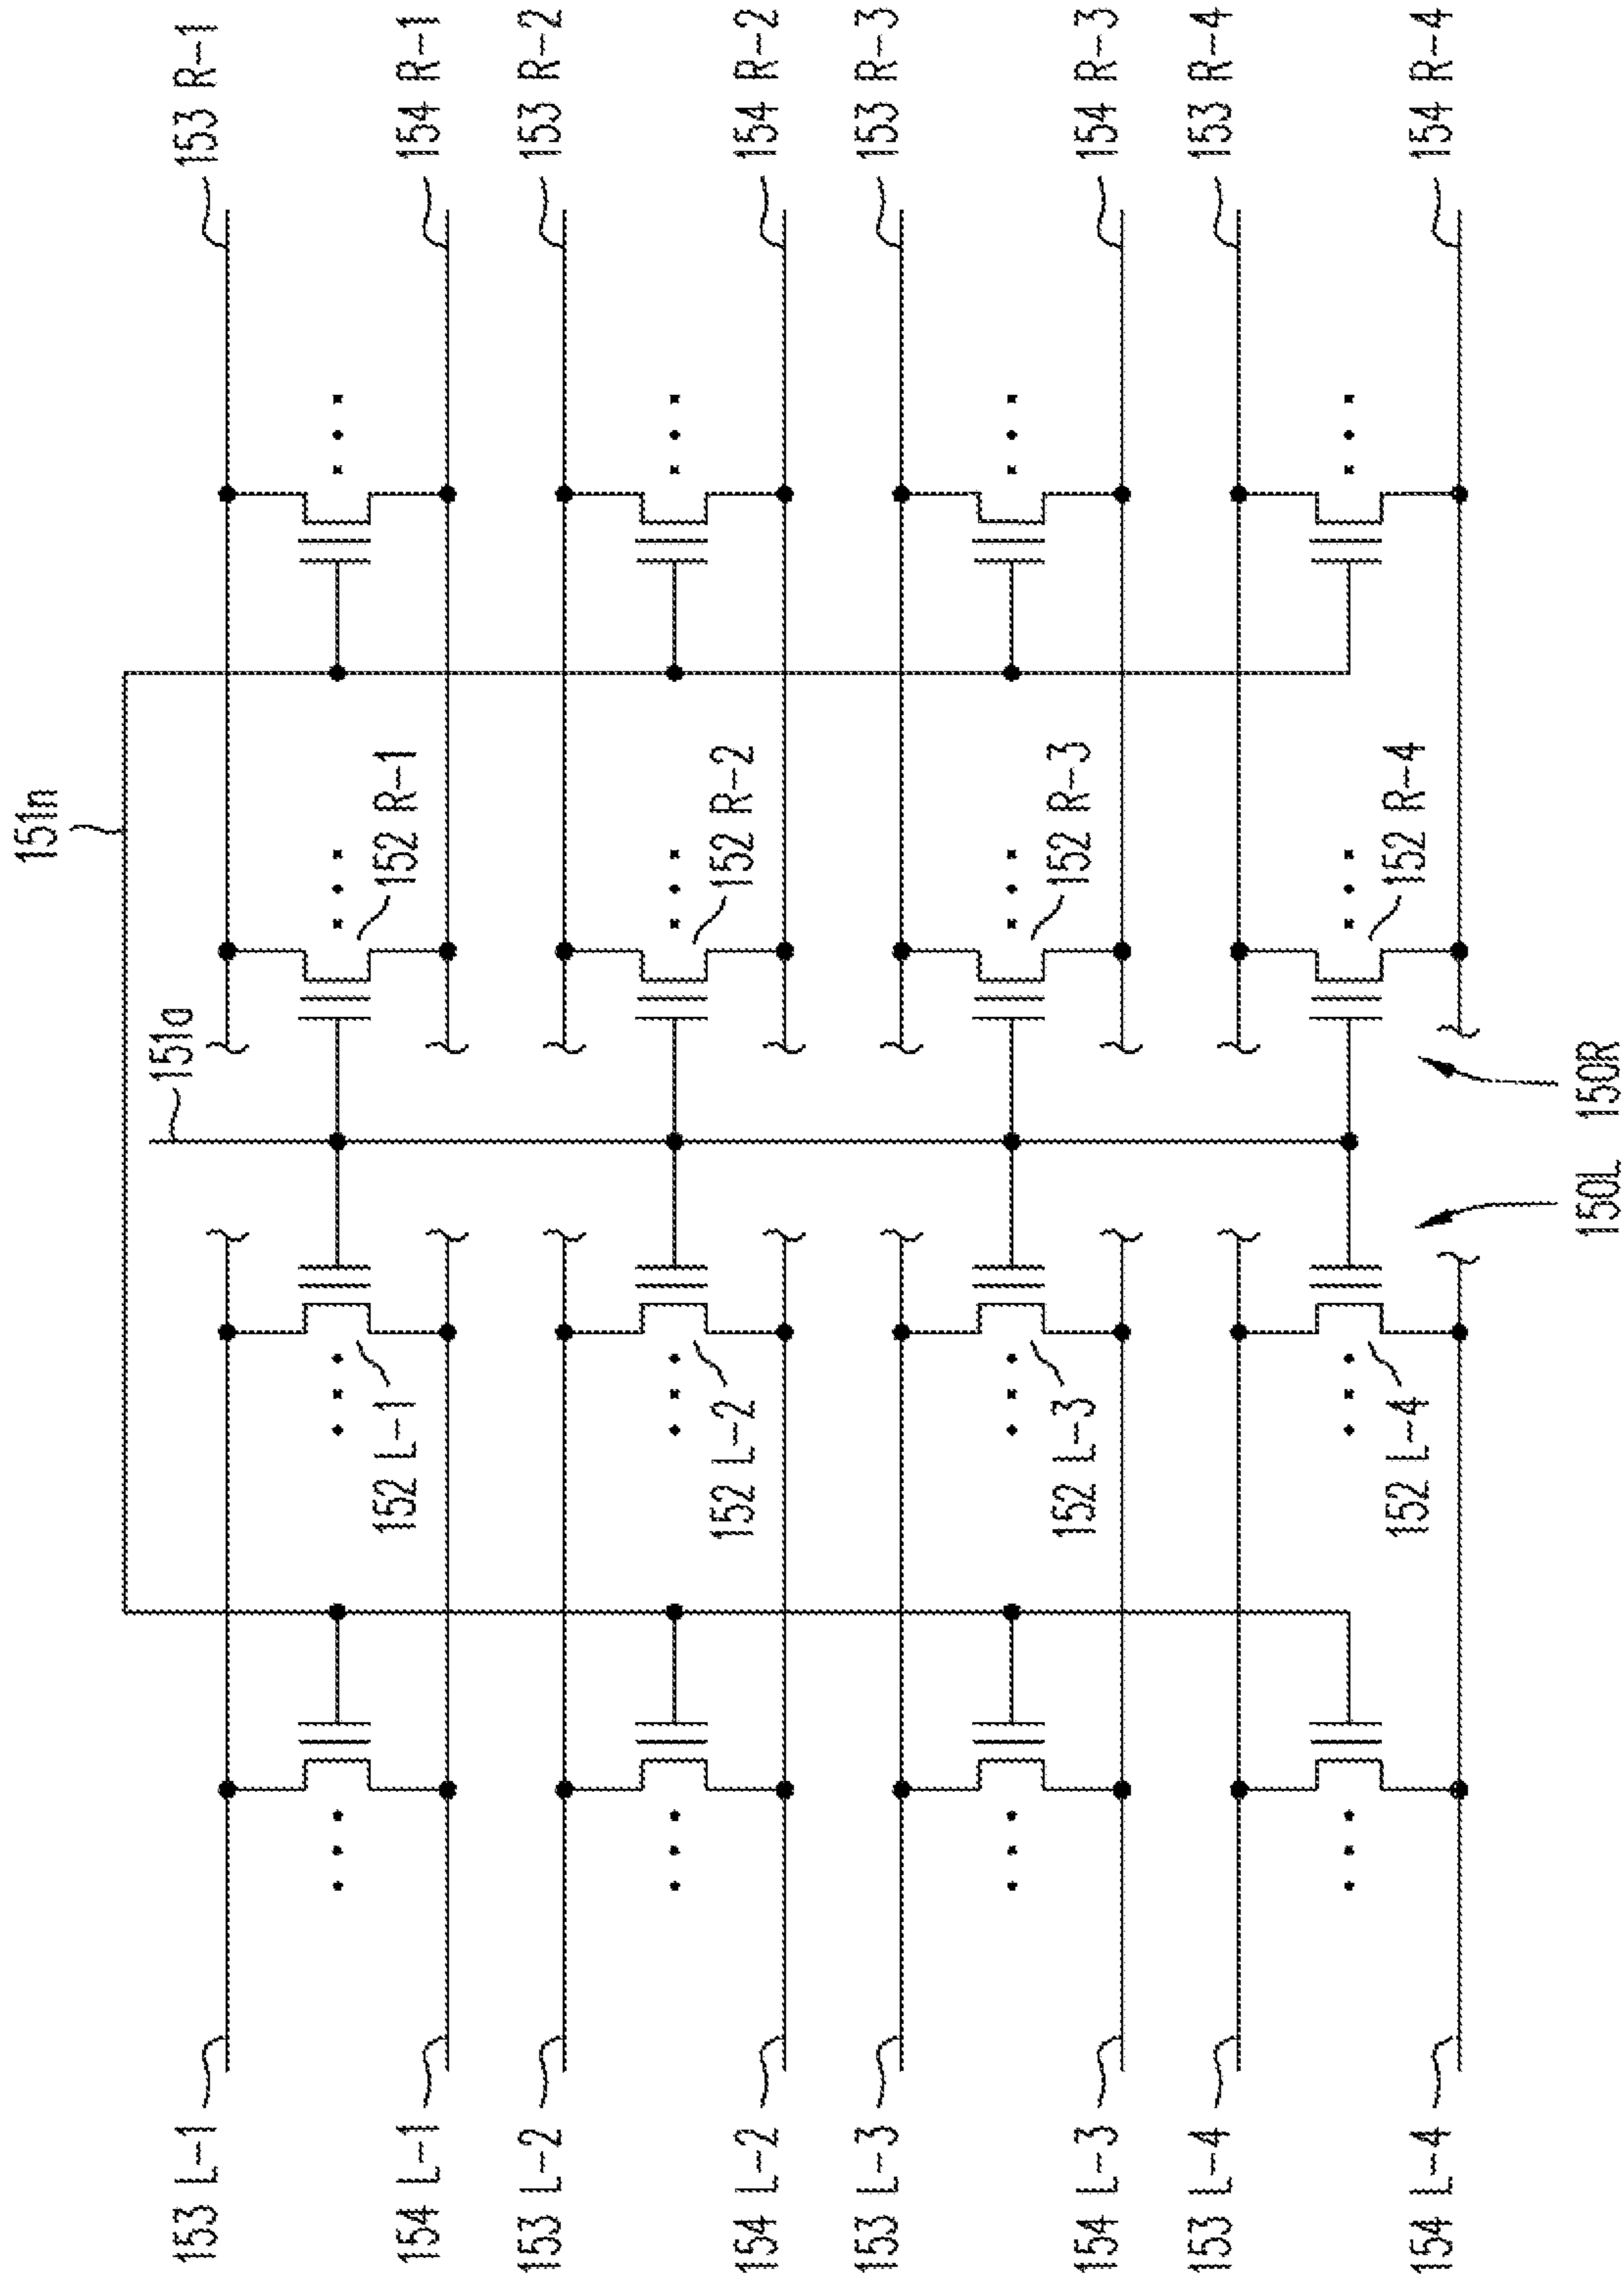 151n
153 L-1
151a
153 R-1
154 L-1
152 L-1
152 R-1
154 R-1
153 L-2
153 R-2
154 L-2
152 L-2
152 R-2
154 R-2
153 L-3
153 R-3
154 L-3
152 L-3
152 R-3
154 R-3
153 L-4
153 R-4
154 L-4
152 L-4
152 R-4
154 R-4
150L
150R